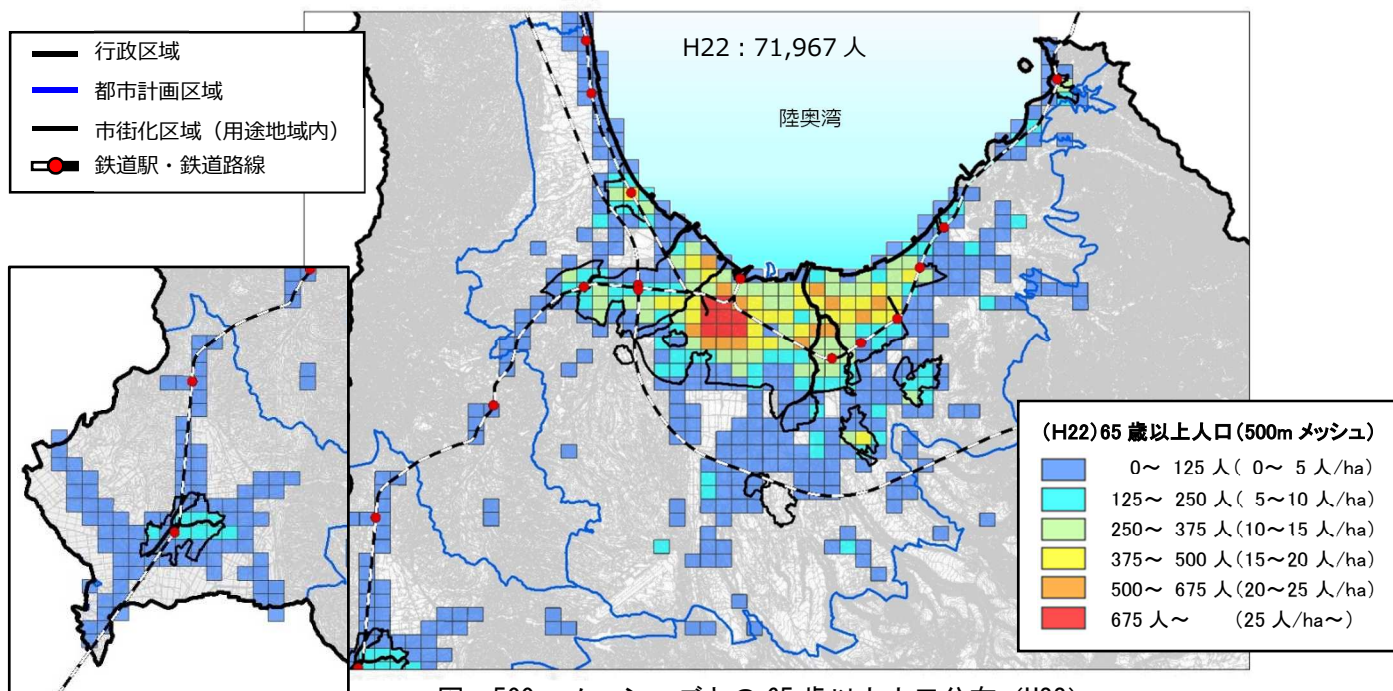 行政区域
都市計画区域
市街化区域（用途地域内）
鉄道駅・鉄道路線
H22：71,967 人
陸奥湾
(H22)65 歳以上人口(500m メッシュ)
0～ 125 人( 0～ 5 人/ha)
125～ 250 人( 5～10 人/ha)
250～ 375 人(10～15 人/ha)
375～ 500 人(15～20 人/ha)
500～ 675 人(20～25 人/ha)
675 人～ (25 人/ha～)